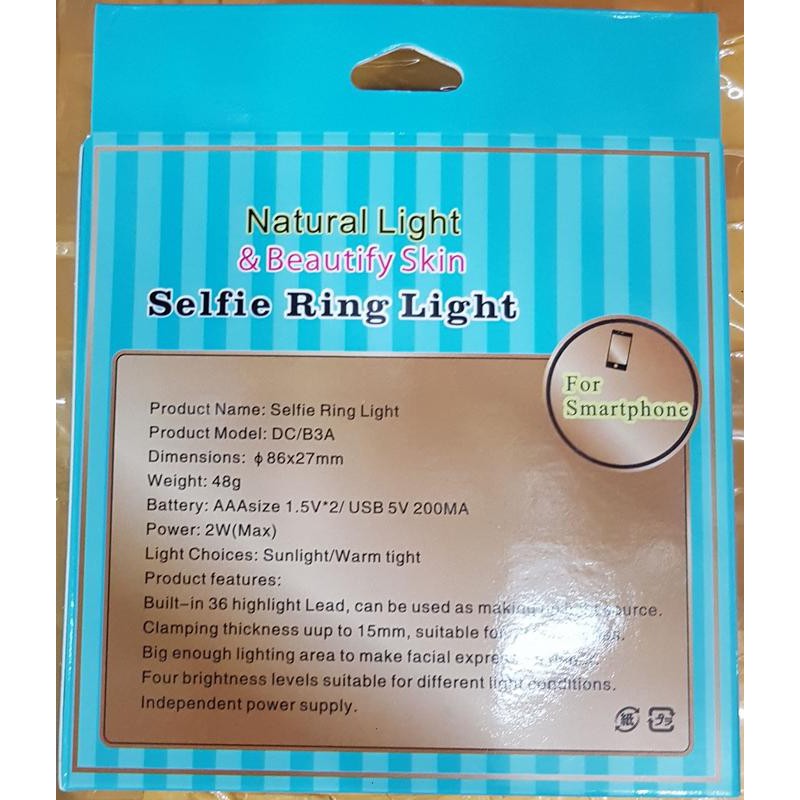 Natural Light
& Beautify Skin
Selfie Ring Light
For
Smartphone
Product Name: Selfie Ring Light
Product Model: DC/B3A
Dimensions: ϕ86x27mm
Weight: 48g
Battery: AAAsize 1.5V*2/ USB 5V 200MA
Power: 2W(Max)
Light Choices: Sunlight/Warm tight
Product features:
Built-in 36 highlight Lead, can be used as making
Clamping thickness uup to 15mm, suitable for
Big enough lighting area to make facial
Four brightness levels suitable for different light conditions.
Independent power supply.
紙 プラ